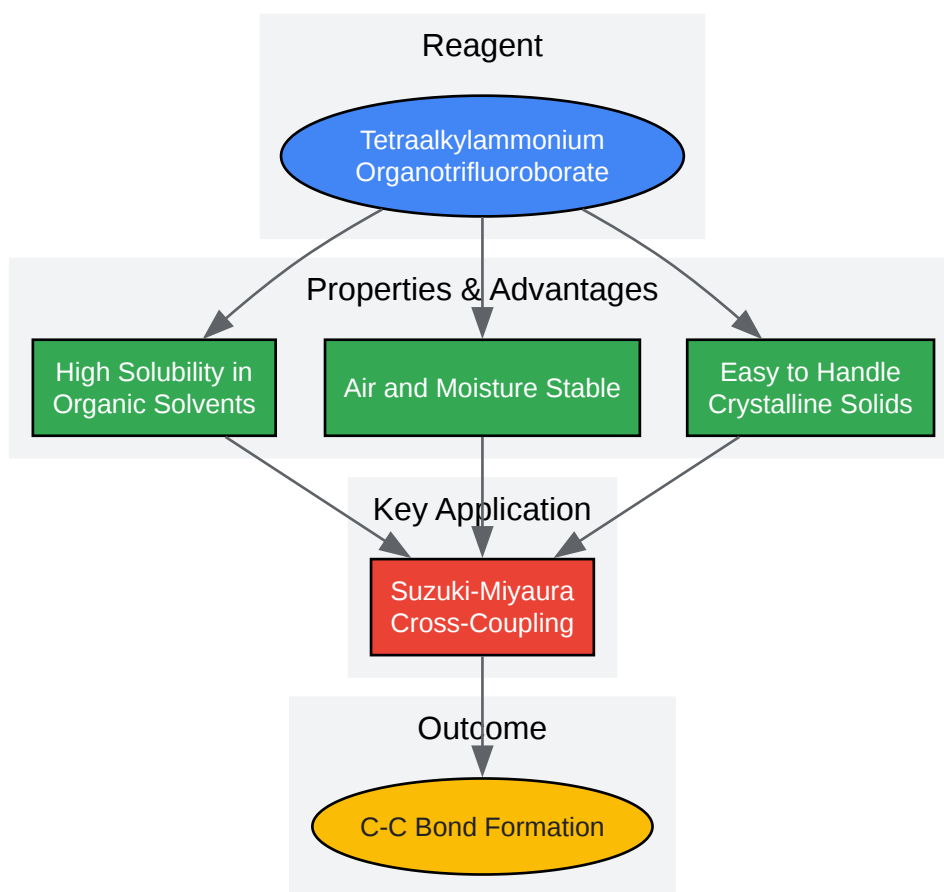 Reagent
Tetraalkylammonium
Organotrifluoroborate
Properties & Advantages
High Solubility in
Organic Solvents
Air and Moisture Stable
Easy to Handle
Crystalline Solids
Key Application
Suzuki-Miyaura
Cross-Coupling
Outcome
C-C Bond Formation